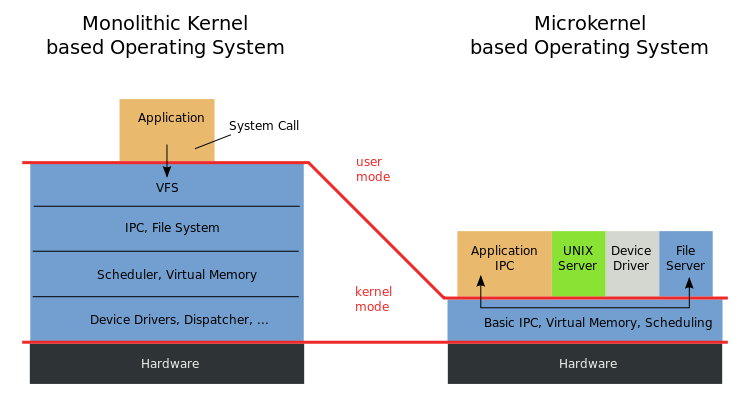 Monolithic Kernel
based Operating System
Microkernel
based Operating System
Application
System Call
VFS
IPC, File System
Scheduler, Virtual Memory
Device Drivers, Dispatcher, ...
Hardware
user
mode
kernel
mode
Application
IPC
UNIX
Server
Device
Driver
File
Server
Basic IPC, Virtual Memory, Scheduling
Hardware